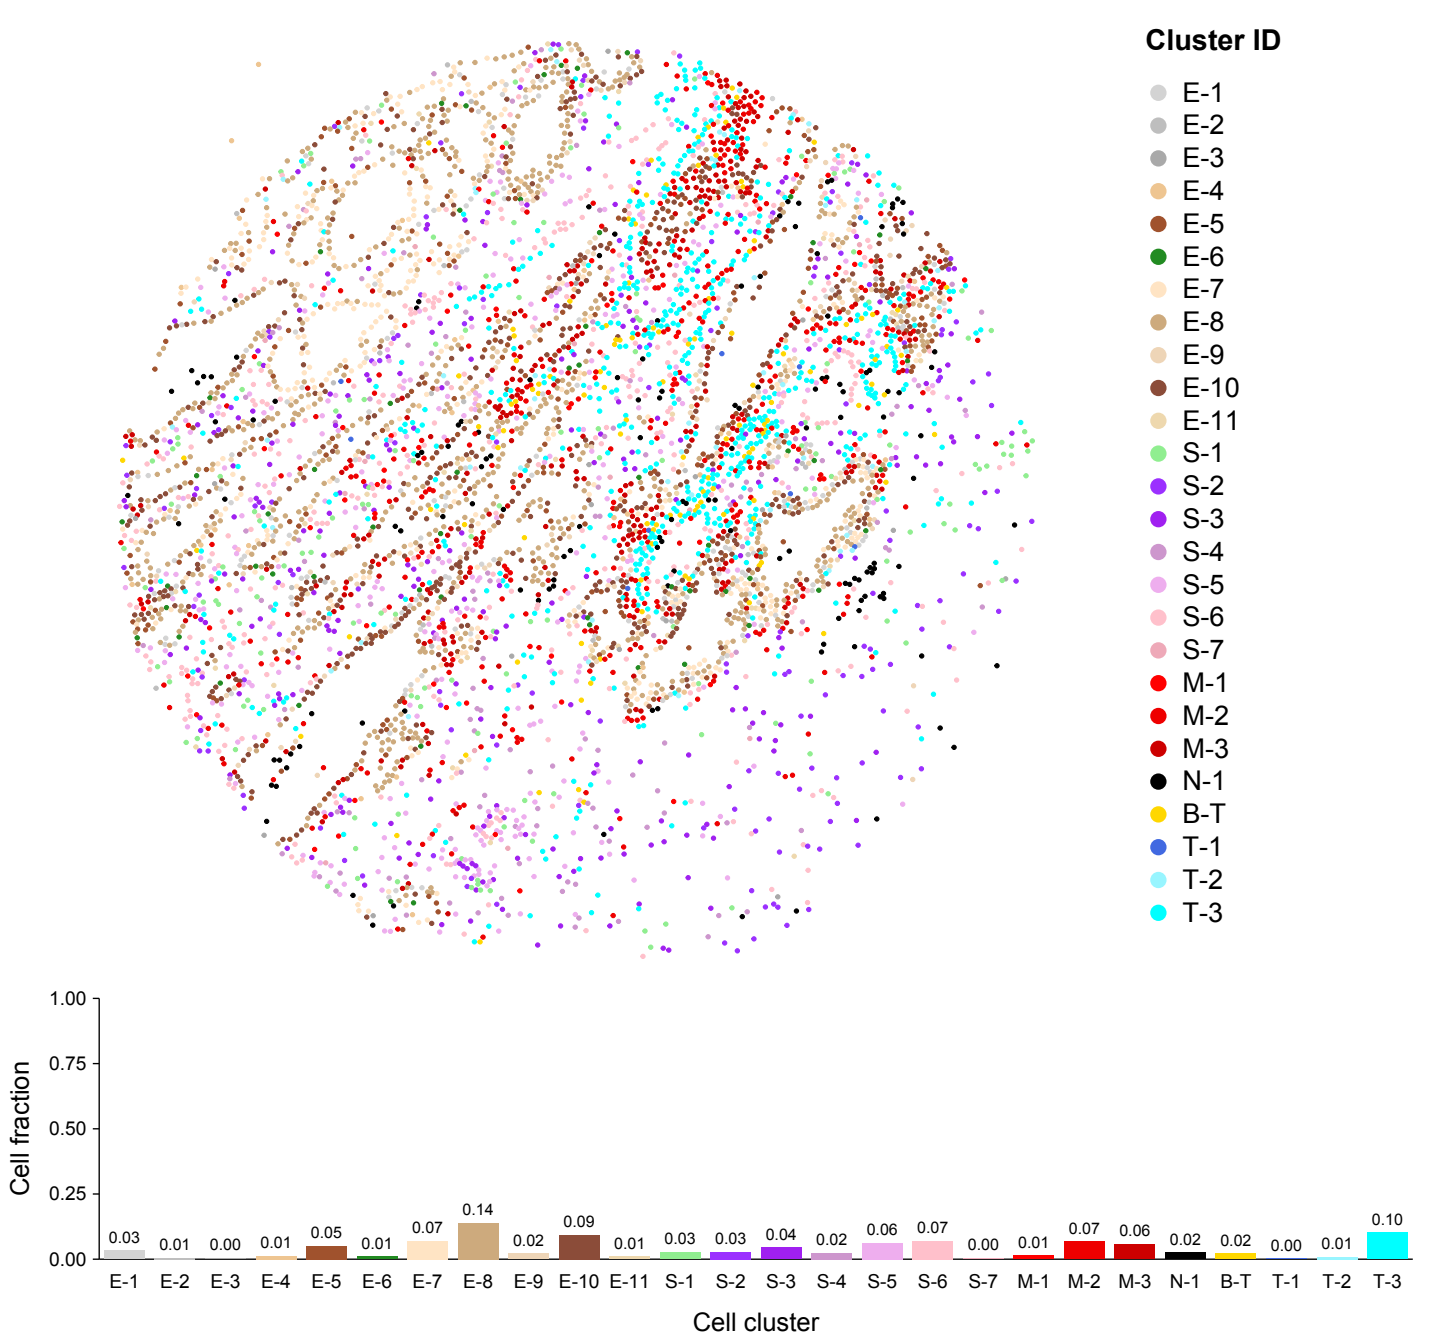 Cluster ID
E-1
E-2
E-3
E-4
E-5
E-6
E-7
E-8
E-9
E-10
E-11
S-1
S-2
S-3
S-4
S-5
S-6
S-7
M-1
M-2
M-3
N-1
B-T
T-1
T-2
T-3
1.00
0.75
0.50
0.25
0.00
Cell fraction
0.03 0.01 0.00 0.01 0.05 0.01 0.07 0.14 0.02 0.09 0.01 0.03 0.03 0.04 0.02 0.06 0.07 0.00 0.01 0.07 0.06 0.02 0.02 0.00 0.01 0.10
E-1 E-2 E-3 E-4 E-5 E-6 E-7 E-8 E-9 E-10 E-11 S-1 S-2 S-3 S-4 S-5 S-6 S-7 M-1 M-2 M-3 N-1 B-T T-1 T-2 T-3
Cell cluster